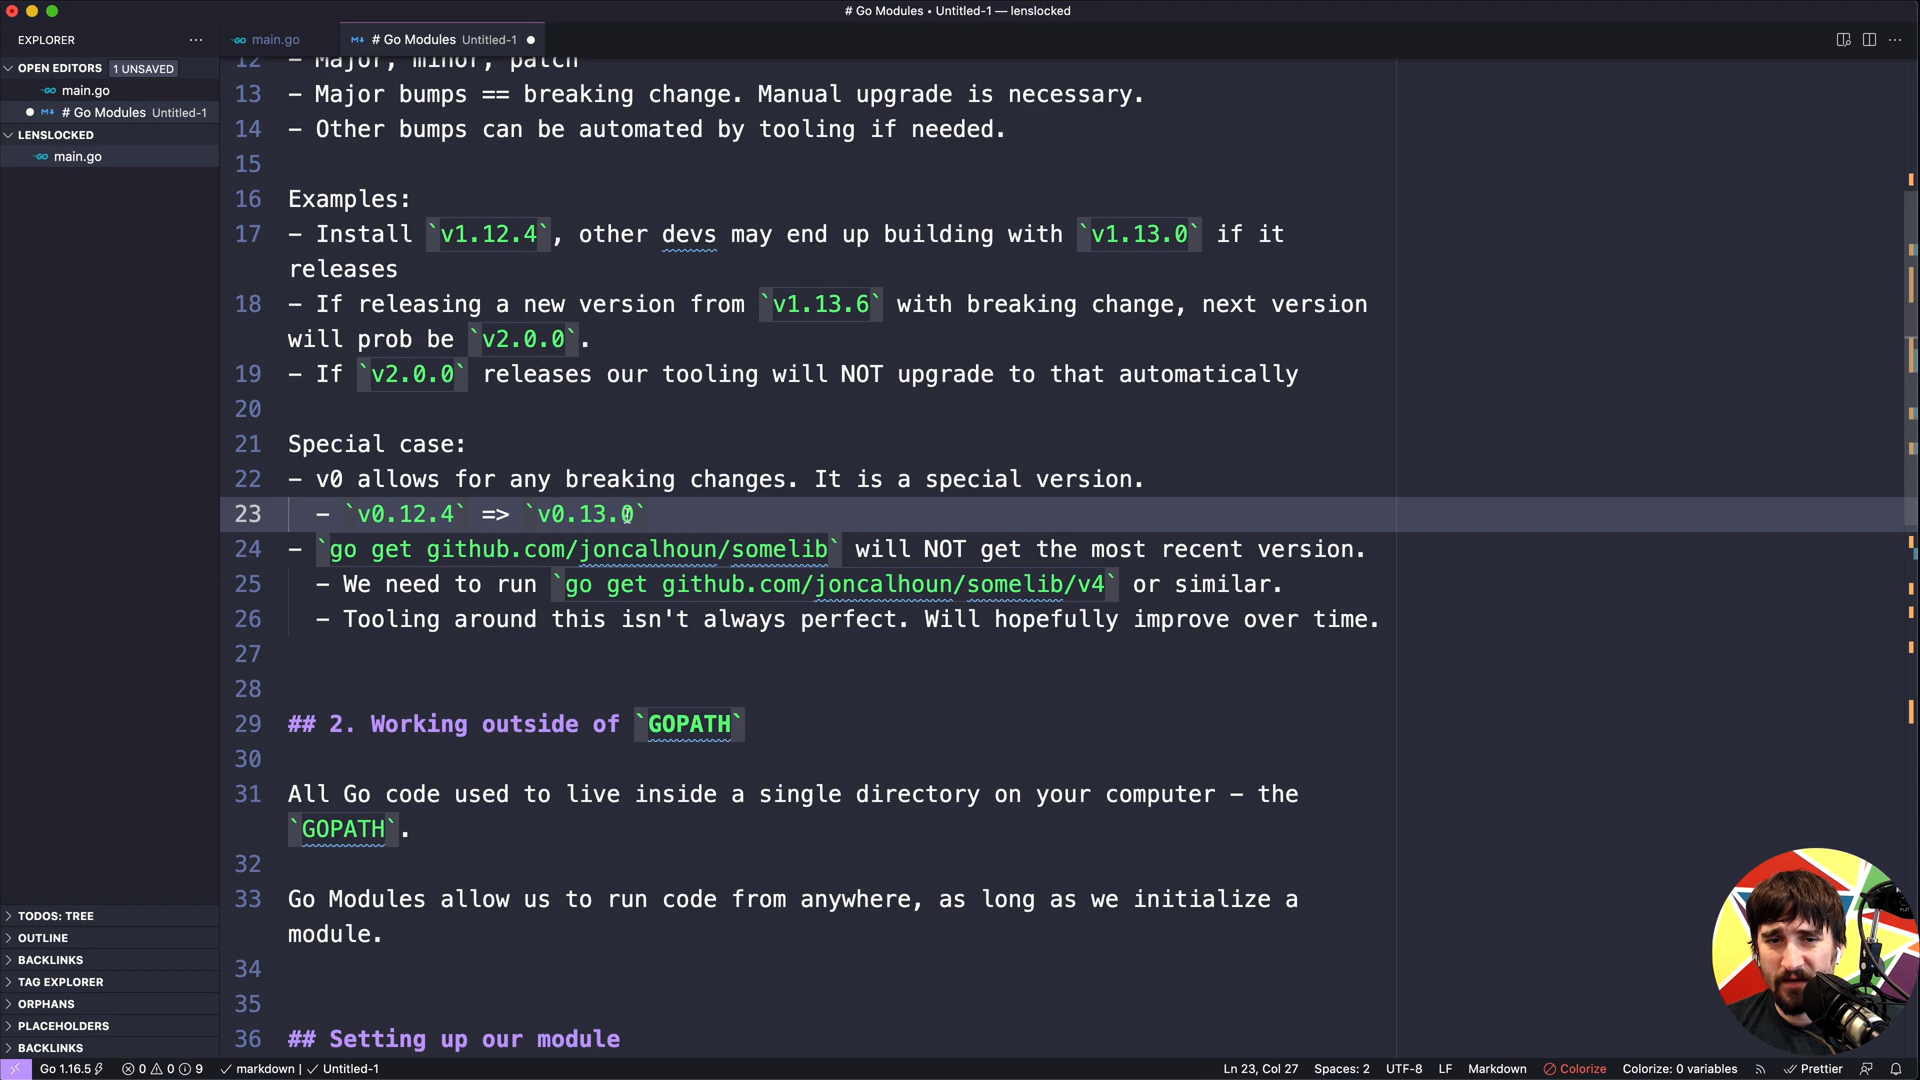 # Go Modules • Untitled-1 — lenslocked
EXPLORER
main.go
# Go Modules Untitled-1
OPEN EDITORS 1 UNSAVED
main.go
# Go Modules Untitled-1
LENSLOCKED
main.go
12 - Major, minor, patch
13 - Major bumps == breaking change. Manual upgrade is necessary.
14 - Other bumps can be automated by tooling if needed.
15
16 Examples:
17 - Install `v1.12.4`, other devs may end up building with `v1.13.0` if it
releases
18 - If releasing a new version from `v1.13.6` with breaking change, next version
will prob be `v2.0.0`.
19 - If `v2.0.0` releases our tooling will NOT upgrade to that automatically
20
21 Special case:
22 - v0 allows for any breaking changes. It is a special version.
23 - `v0.12.4` => `v0.13.0`
24 - `go get github.com/joncalhoun/somelib` will NOT get the most recent version.
25 - We need to run `go get github.com/joncalhoun/somelib/v4` or similar.
26 - Tooling around this isn't always perfect. Will hopefully improve over time.
27
28
29 ## 2. Working outside of `GOPATH`
30
31 All Go code used to live inside a single directory on your computer – the
`GOPATH`.
32
33 Go Modules allow us to run code from anywhere, as long as we initialize a
module.
34
35
36 ## Setting up our module
TODOS: TREE
OUTLINE
BACKLINKS
TAG EXPLORER
ORPHANS
PLACEHOLDERS
BACKLINKS
Go 1.16.5 0 0 9 markdown | Untitled-1 Ln 23, Col 27 Spaces: 2 UTF-8 LF Markdown Colorize Colorize: 0 variables Prettier